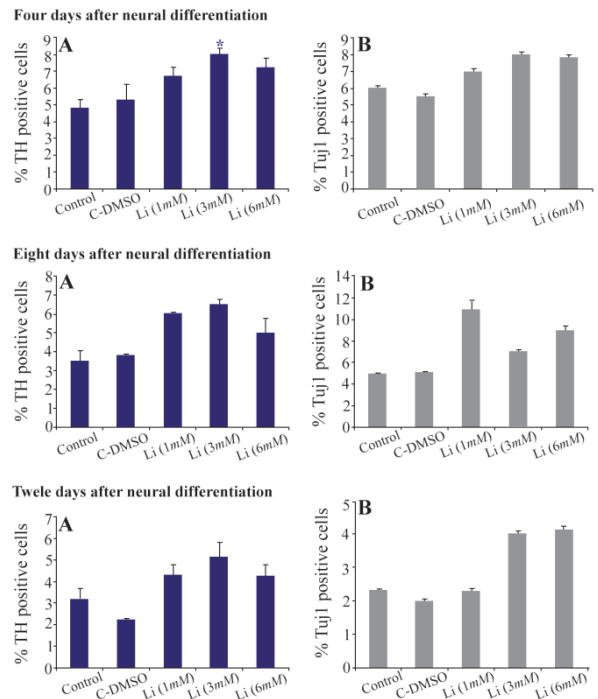 Four days after neural differentiation
A
% TH positive cells
9
8
7
6
5
4
3
2
1
0
*
Control
C-DMSO
Li (1mM)
Li (3mM)
Li (6mM)
B
% Tuj1 positive cells
9
8
7
6
5
4
3
2
1
0
Control
C-DMSO
Li (1mM)
Li (3mM)
Li (6mM)
Eight days after neural differentiation
A
% TH positive cells
8
7
6
5
4
3
2
1
0
Control
C-DMSO
Li (1mM)
Li (3mM)
Li (6mM)
B
% Tuj1 positive cells
14
12
10
8
6
4
2
0
Control
C-DMSO
Li (1mM)
Li (3mM)
Li (6mM)
Twele days after neural differentiation
A
% TH positive cells
7
6
5
4
3
2
1
0
Control
C-DMSO
Li (1mM)
Li (3mM)
Li (6mM)
B
% Tuj1 positive cells
5
4
3
2
1
0
Control
C-DMSO
Li (1mM)
Li (3mM)
Li (6mM)